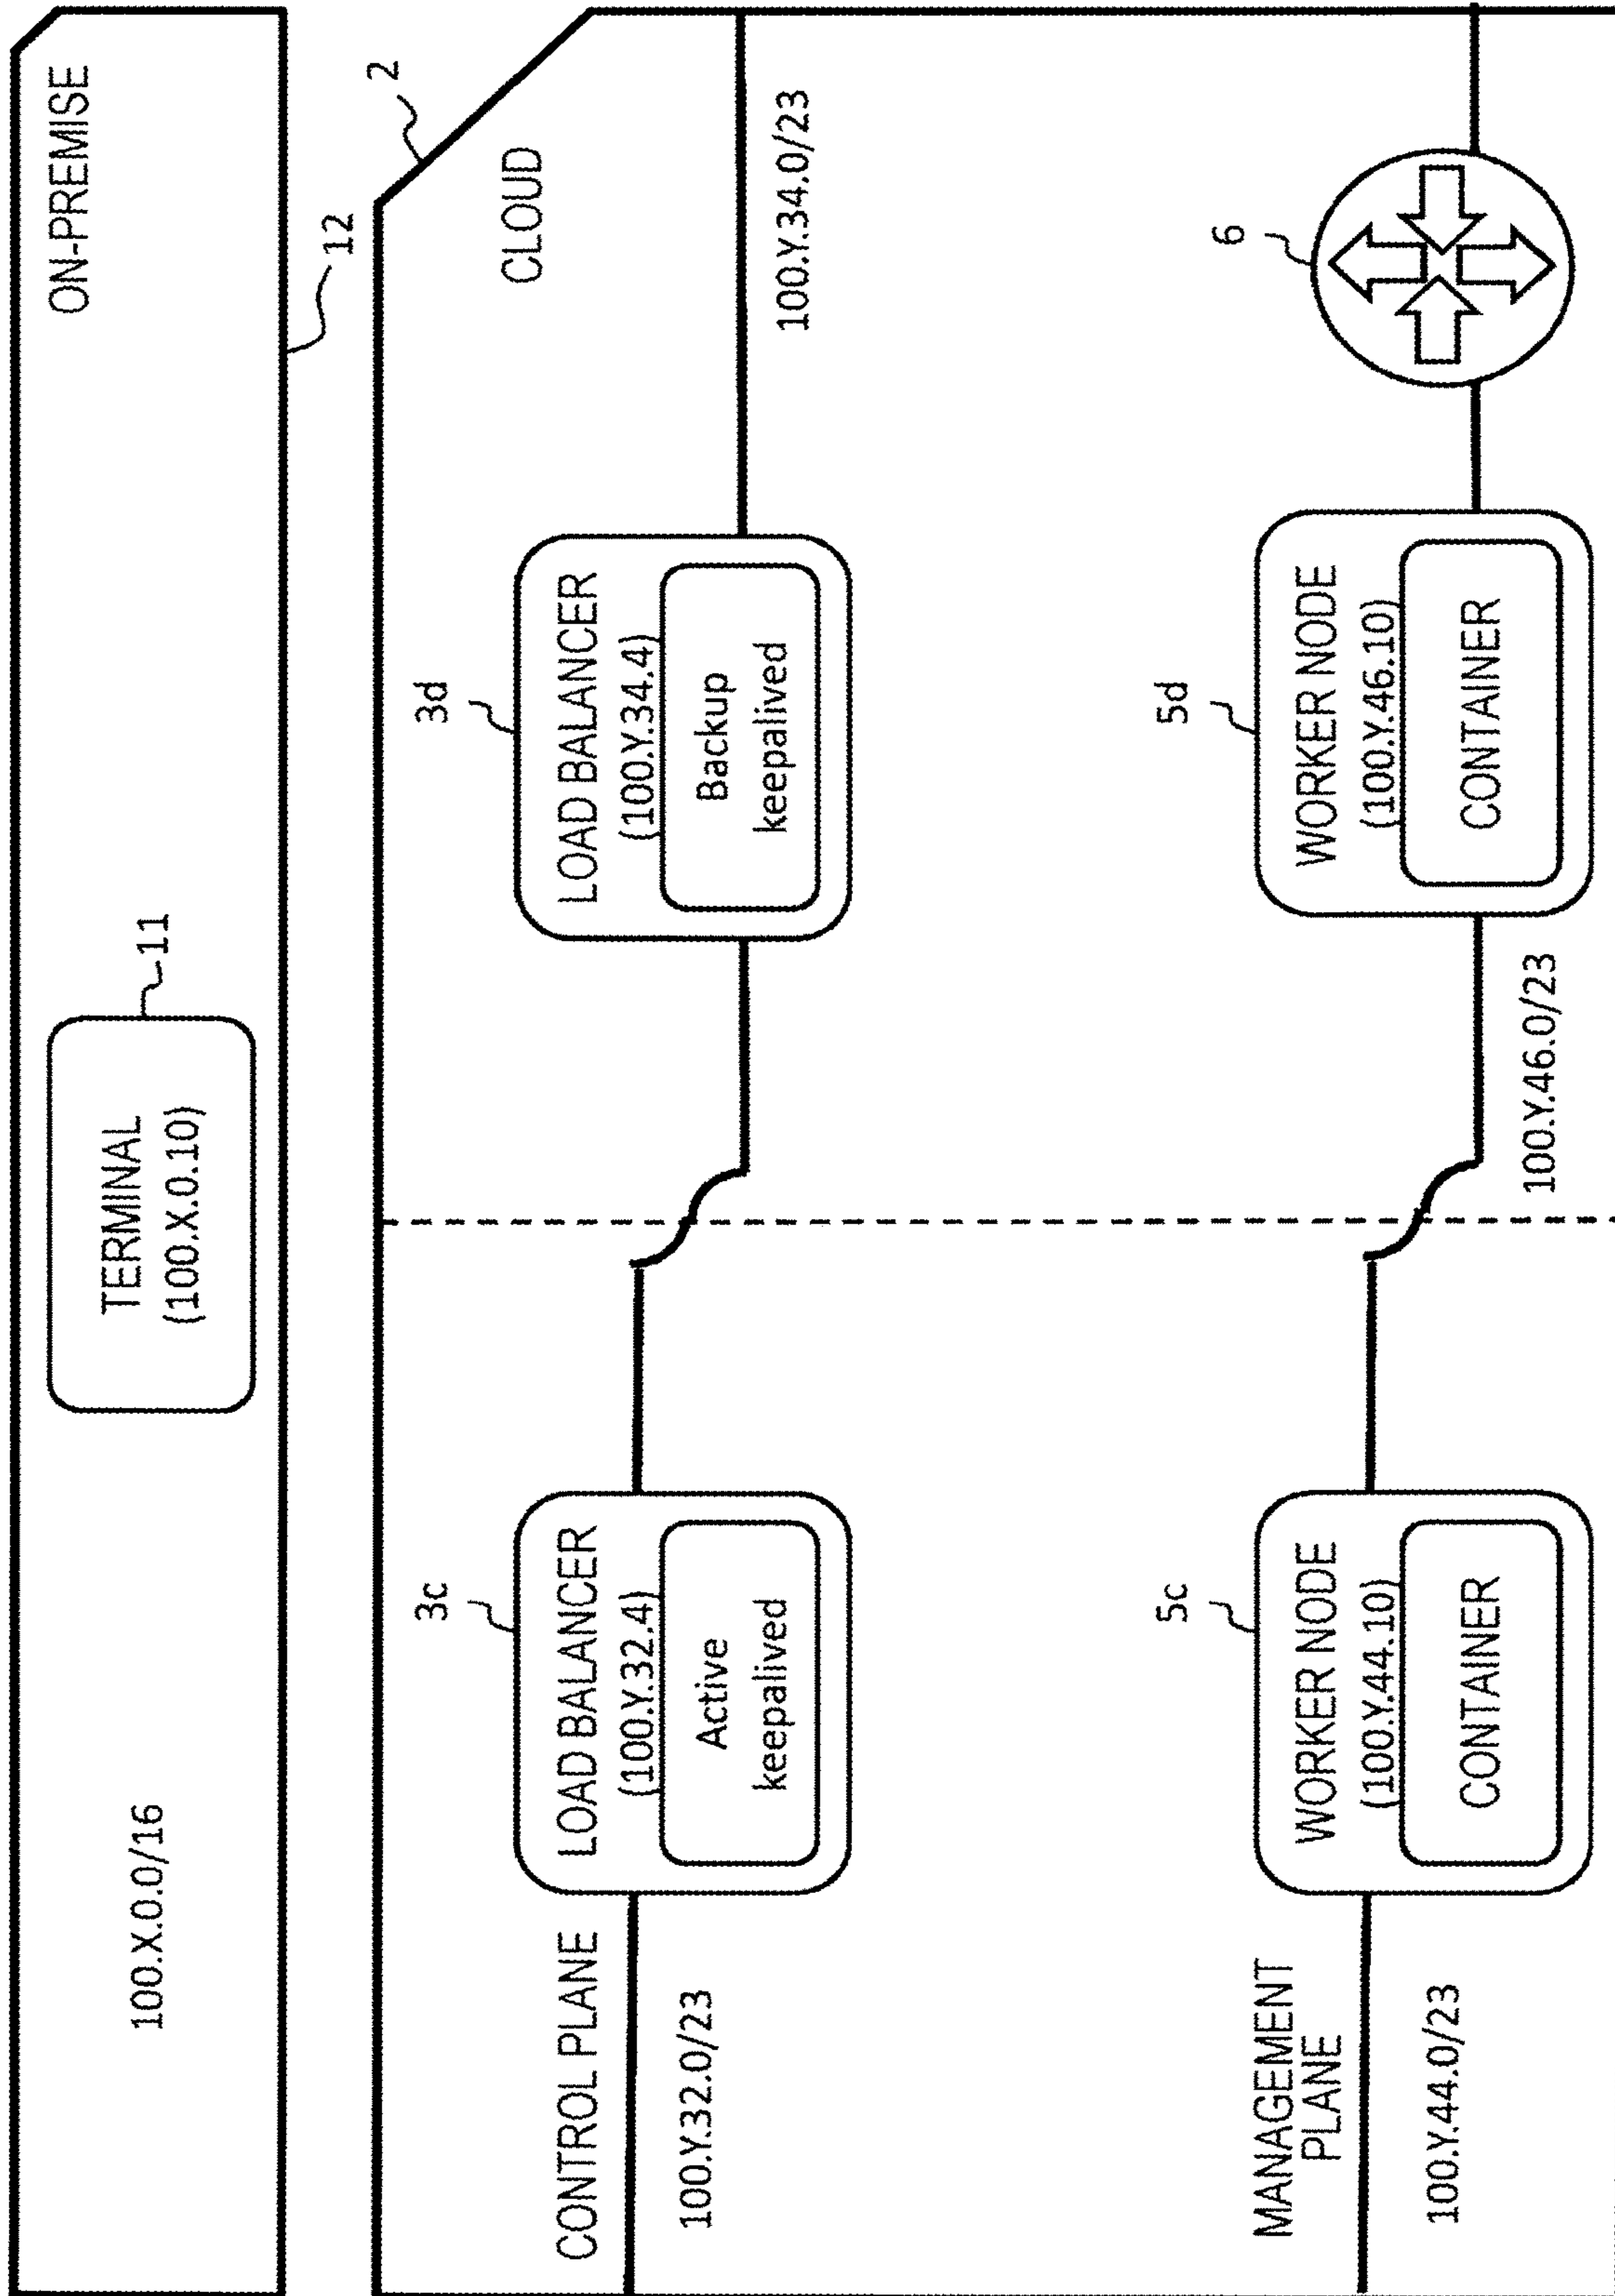 ON-PREMISE
100.X.0.0/16
TERMINAL
(100.X.0.10)
11
12
2
CLOUD
CONTROL PLANE
100.Y.32.0/23
3c
LOAD BALANCER
(100.Y.32.4)
Active
keepalived
3d
LOAD BALANCER
(100.Y.34.4)
Backup
keepalived
100.Y.34.0/23
MANAGEMENT
PLANE
100.Y.44.0/23
5c
WORKER NODE
(100.Y.44.10)
CONTAINER
5d
WORKER NODE
(100.Y.46.10)
CONTAINER
100.Y.46.0/23
6